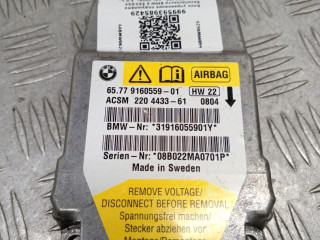 999593985429
AIRBAG
65.77 9160559-01 HW 22
ACSM 220 4433-61 0804
BMW-Nr: *31916055901Y*
Serien-Nr: *08B022MA0701P*
Made in Sweden
REMOVE VOLTAGE/
DISCONNECT BEFORE REMOVAL
Spannungsfrei machen/
Stecker abziehen vor